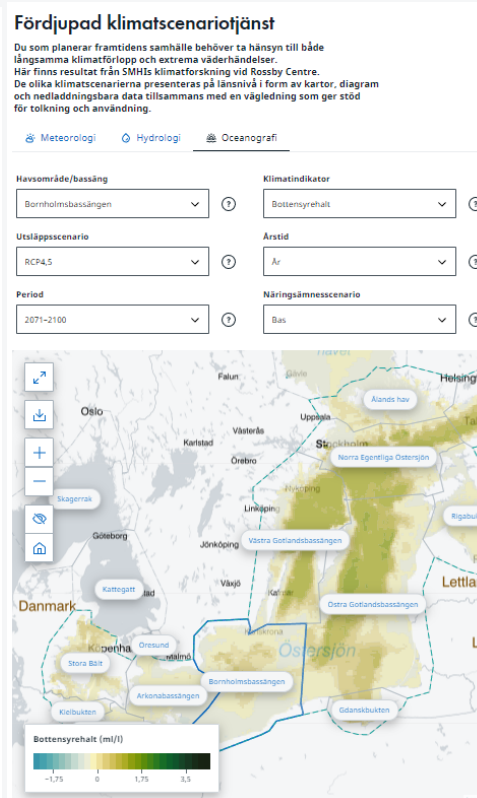 Fördjupad klimatscenariotjänst
Du som planerar framtidens samhälle behöver ta hänsyn till både
långsamma klimatförlopp och extrema väderhändelser.
Här finns resultat från SMHIs klimatforskning vid Rossby Centre.
De olika klimatscenarierna presenteras på länsnivå i form av kartor, diagram
och nedladdningsbara data tillsammans med en vägledning som ger stöd
för tolkning och användning.
Meteorologi Hydrologi Oceanografi
Havsområde/bassäng Klimatindikator
Bornholmsbassängen ? Bottensyrehalt ?
Utsläppsscenario Årstid
RCP4,5 ? År ?
Period Näringsämnesscenario
2071–2100 ? Bas ?
Gävle
Falun
Helsing
Ålands hav
Oslo
Uppsala
Västerås
Karlstad
Stockholm
Örebro
Norra Egentliga Östersjön
Nyköping
Skagerrak
Linköping
Rigabu
Göteborg
Jönköping
Västra Gotlandsbassängen
Växjö
Lettla
Kattegatt
Danmark
Östra Gotlandsbassängen
Karlskrona
Köpenha
Öresund
Malmö
Östersjön
Stora Bält
Bornholmsbassängen
Arkonabassängen
Kielbukten
Gdanskbukten
Bottensyrehalt (ml/l)
−1,75 0 1,75 3,5